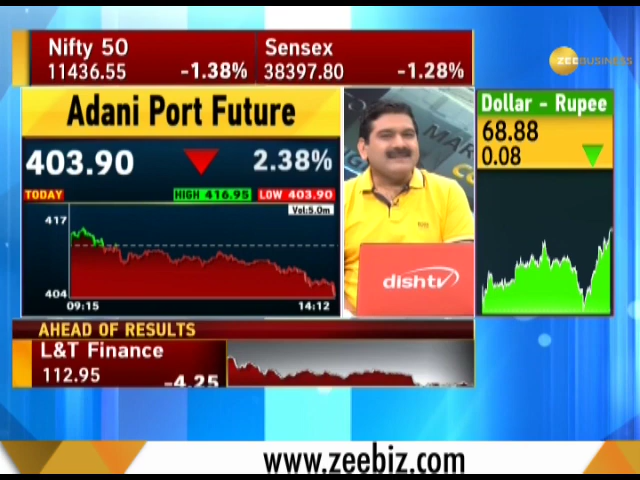 Nifty 50
11436.55 -1.38%
Sensex
38397.80 -1.28%
ZEE BUSINESS
Adani Port Future
403.90 2.38%
TODAY HIGH 416.95 LOW 403.90
Vol:5.0m
417
404
09:15 14:12
MAR
dishtv
Dollar - Rupee
68.88
0.08
AHEAD OF RESULTS
L&T Finance
112.95 -4.25
www.zeebiz.com